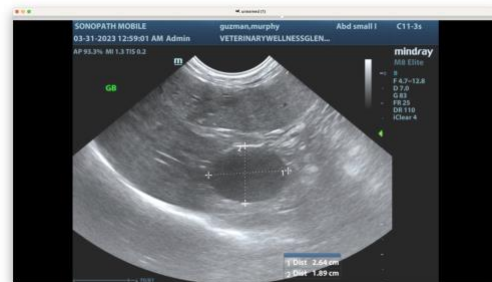 SONOPATH MOBILE guzman,murphy Abd small I C11-3s
03-31-2023 12:59:01 AM Admin VETERINARYWELLNESSGLEN...
AP 93.3% MI 1.3 TIS 0.2
mindray
M8 Elite
m
B
F 4.7~12.8
D 7.0
G 83
FR 25
DR 110
iClear 4
GB
2
1
1 Dist 2.64 cm
2 Dist 1.89 cm